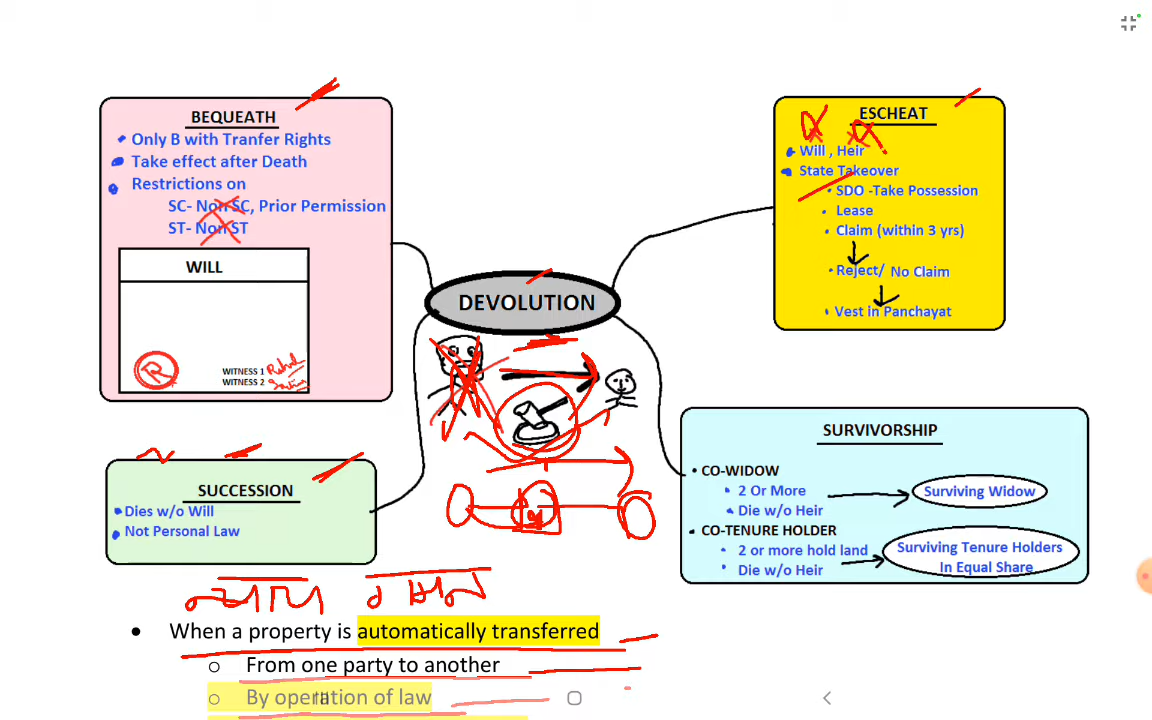 BEQUEATH
Only B with Tranfer Rights
Take effect after Death
Restrictions on
SC- Non SC, Prior Permission
ST- Non ST
WILL
R
WITNESS 1 Rahul
WITNESS 2
ESCHEAT
Will , Heir
State Takeover
SDO -Take Possession
Lease
Claim (within 3 yrs)
Reject/ No Claim
Vest in Panchayat
DEVOLUTION
SUCCESSION
Dies w/o Will
Not Personal Law
SURVIVORSHIP
CO-WIDOW
2 Or More
Die w/o Heir
Surviving Widow
CO-TENURE HOLDER
2 or more hold land
Die w/o Heir
Surviving Tenure Holders
In Equal Share
When a property is automatically transferred
From one party to another
By operation of law